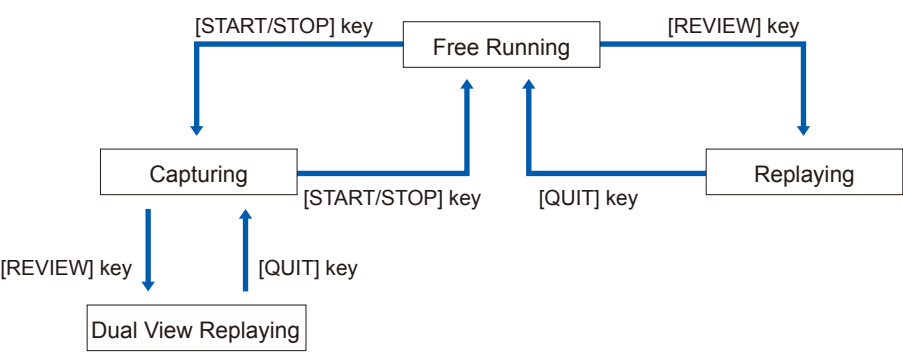 [START/STOP] key
Free Running
[REVIEW] key
Capturing
[START/STOP] key
[QUIT] key
Replaying
[REVIEW] key
[QUIT] key
Dual View Replaying